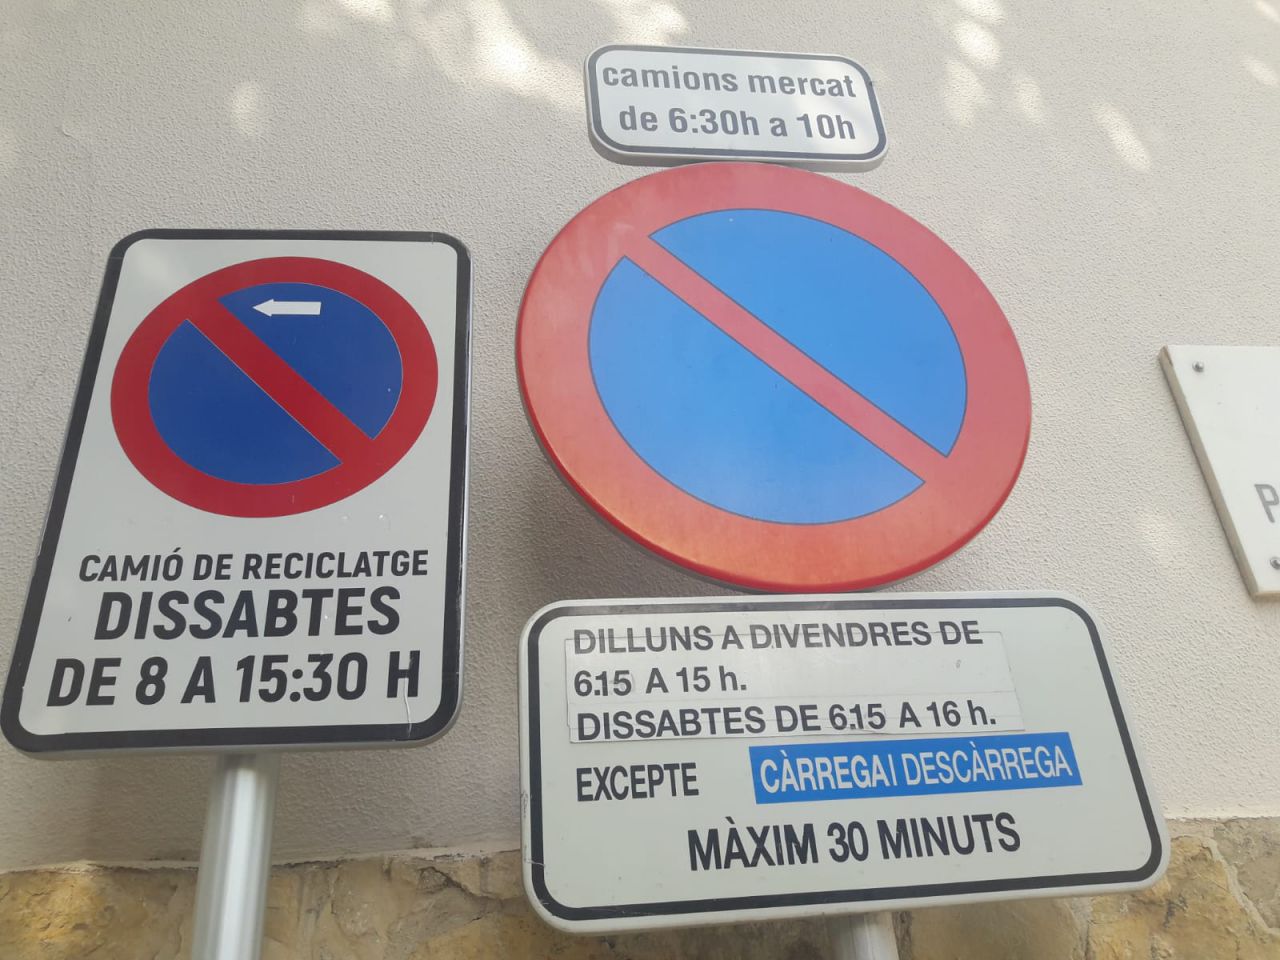 camions mercat
de 6:30h a 10h
CAMIÓ DE RECICLATGE
DISSABTES
DE 8 A 15:30 H
DILLUNS A DIVENDRES DE
6.15 A 15 h.
DISSABTES DE 6.15 A 16 h.
EXCEPTE CÀRREGA I DESCÀRREGA
MÀXIM 30 MINUTS